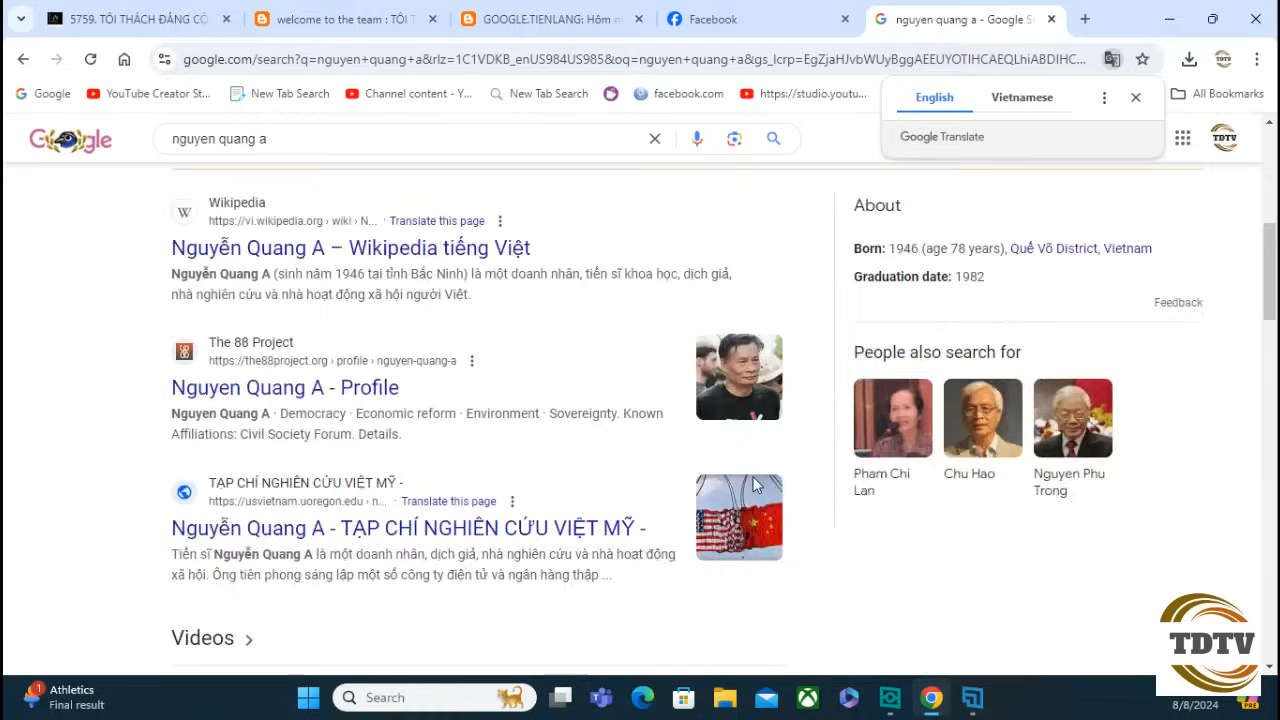 5759. TÔI THÁCH ĐẢNG CỘ
welcome to the team : TÔI T
GOOGLE.TIENLANG: Hôm n
Facebook
nguyen quang a - Google S
google.com/search?q=nguyen+quang+a&rlz=1C1VDKB_enUS984US985&oq=nguyen+quang+a&gs_lcrp=EgZjaHJvbWUyBggAEEUYOTIHCAEQLhiABDIHC...
Google
YouTube Creator St...
New Tab Search
Channel content - Y...
New Tab Search
facebook.com
https://studio.youtu...
All Bookmarks
English
Vietnamese
Google Translate
Google
nguyen quang a
TDTV
Wikipedia
https://vi.wikipedia.org › wiki › N... · Translate this page
Nguyễn Quang A – Wikipedia tiếng Việt
Nguyễn Quang A (sinh năm 1946 tại tỉnh Bắc Ninh) là một doanh nhân, tiến sĩ khoa học, dịch giả,
nhà nghiên cứu và nhà hoạt động xã hội người Việt.
The 88 Project
https://the88project.org › profile › nguyen-quang-a
Nguyen Quang A - Profile
Nguyen Quang A · Democracy · Economic reform · Environment · Sovereignty. Known
Affiliations: Civil Society Forum. Details.
TẠP CHÍ NGHIÊN CỨU VIỆT MỸ -
https://usvietnam.uoregon.edu › n... · Translate this page
Nguyễn Quang A - TẠP CHÍ NGHIÊN CỨU VIỆT MỸ -
Tiến sĩ Nguyễn Quang A là một doanh nhân, dịch giả, nhà nghiên cứu và nhà hoạt động
xã hội. Ông tiên phong sáng lập một số công ty điện tử và ngân hàng thập ...
Videos
About
Born: 1946 (age 78 years), Quế Võ District, Vietnam
Graduation date: 1982
Feedback
People also search for
Pham Chi
Lan
Chu Hao
Nguyen Phu
Trong
TDTV
1
Athletics
Final result
Search
8/8/2024
PRE